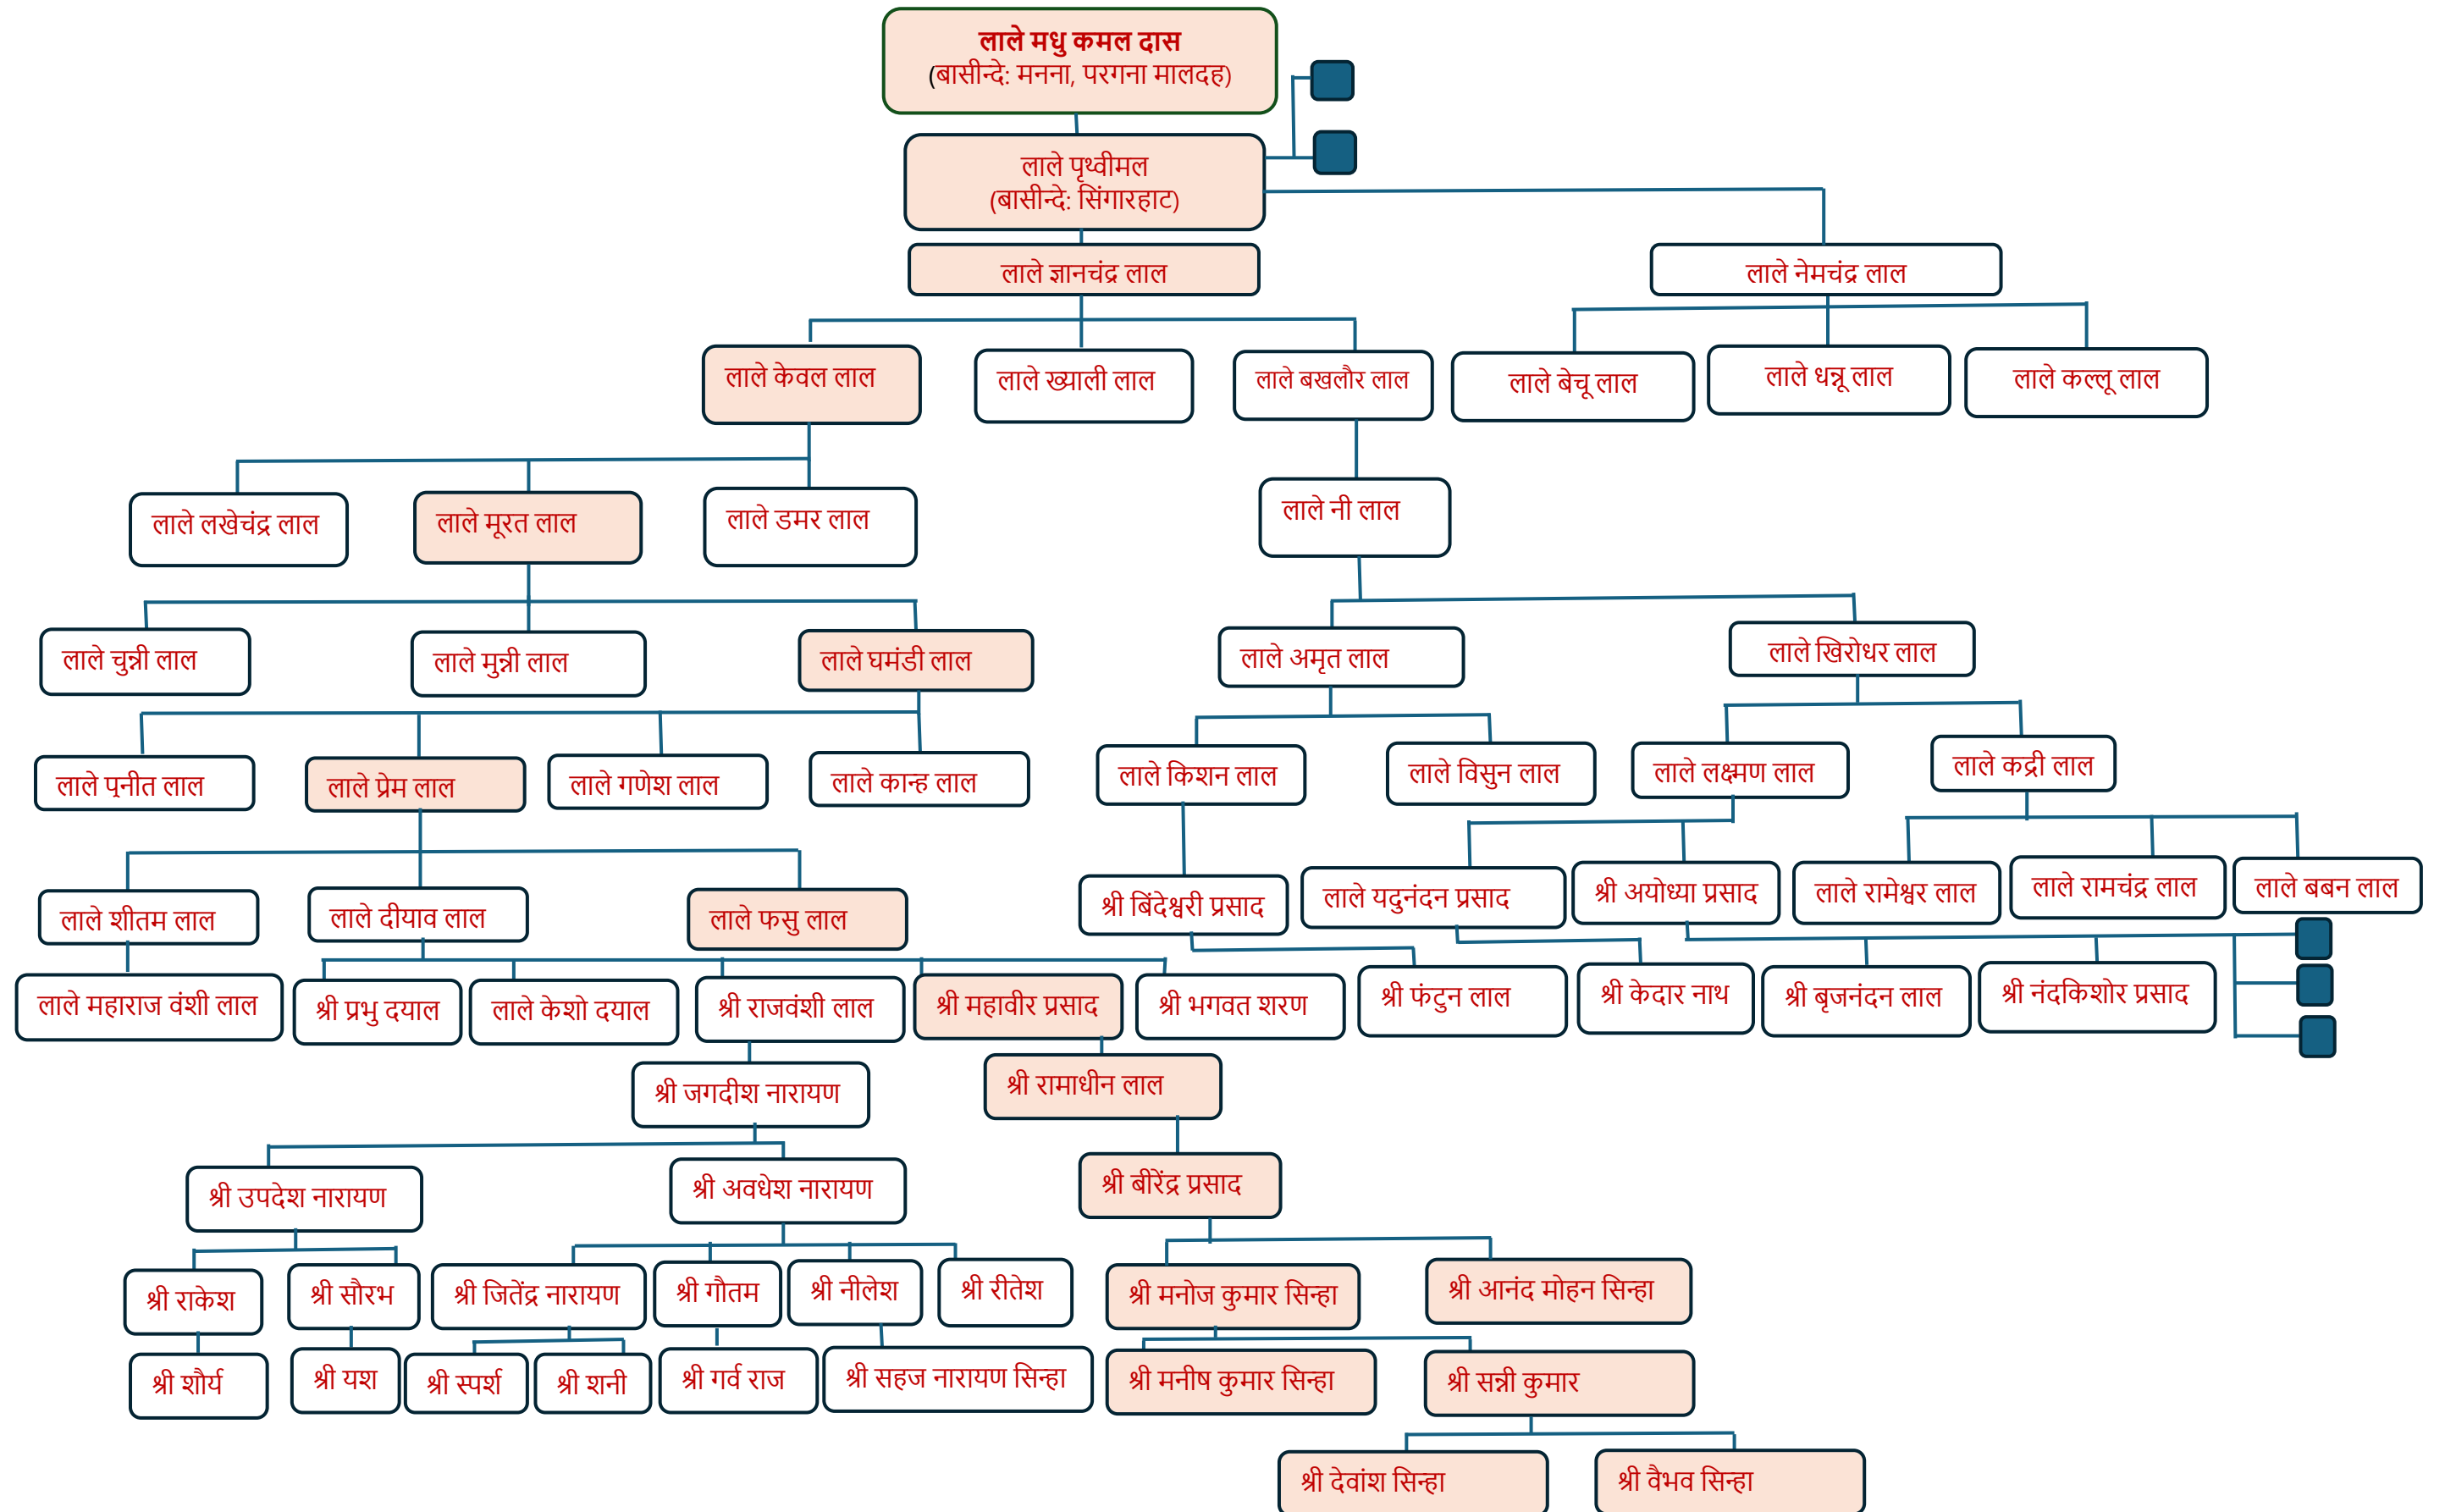 लाले मधु कमल दास
(बासीन्दे: मनना, परगना मालदह)
लाले पृथ्वीमल
(बासीन्दे: सिंगारहाट)
लाले ज्ञानचंद्र लाल
लाले नेमचंद्र लाल
लाले केवल लाल
लाले ख्याली लाल
लाले बखलौर लाल
लाले बेचू लाल
लाले धन्नू लाल
लाले कल्लू लाल
लाले लखेचंद्र लाल
लाले मूरत लाल
लाले डमर लाल
लाले नी लाल
लाले चुन्नी लाल
लाले मुन्नी लाल
लाले घमंडी लाल
लाले अमृत लाल
लाले खिरोधर लाल
लाले पुनीत लाल
लाले प्रेम लाल
लाले गणेश लाल
लाले कान्ह लाल
लाले किशन लाल
लाले विसुन लाल
लाले लक्ष्मण लाल
लाले कद्री लाल
लाले शीतम लाल
लाले दीयाव लाल
लाले फसु लाल
श्री बिंदेश्वरी प्रसाद
लाले यदुनंदन प्रसाद
श्री अयोध्या प्रसाद
लाले रामेश्वर लाल
लाले रामचंद्र लाल
लाले बबन लाल
लाले महाराज वंशी लाल
श्री प्रभु दयाल
लाले केशो दयाल
श्री राजवंशी लाल
श्री महावीर प्रसाद
श्री भगवत शरण
श्री फंटुन लाल
श्री केदार नाथ
श्री बृजनंदन लाल
श्री नंदकिशोर प्रसाद
श्री जगदीश नारायण
श्री रामाधीन लाल
श्री उपदेश नारायण
श्री अवधेश नारायण
श्री बीरेंद्र प्रसाद
श्री राकेश
श्री सौरभ
श्री जितेंद्र नारायण
श्री गौतम
श्री नीलेश
श्री रीतेश
श्री मनोज कुमार सिन्हा
श्री आनंद मोहन सिन्हा
श्री शौर्य
श्री यश
श्री स्पर्श
श्री शनी
श्री गर्व राज
श्री सहज नारायण सिन्हा
श्री मनीष कुमार सिन्हा
श्री सन्नी कुमार
श्री देवांश सिन्हा
श्री वैभव सिन्हा